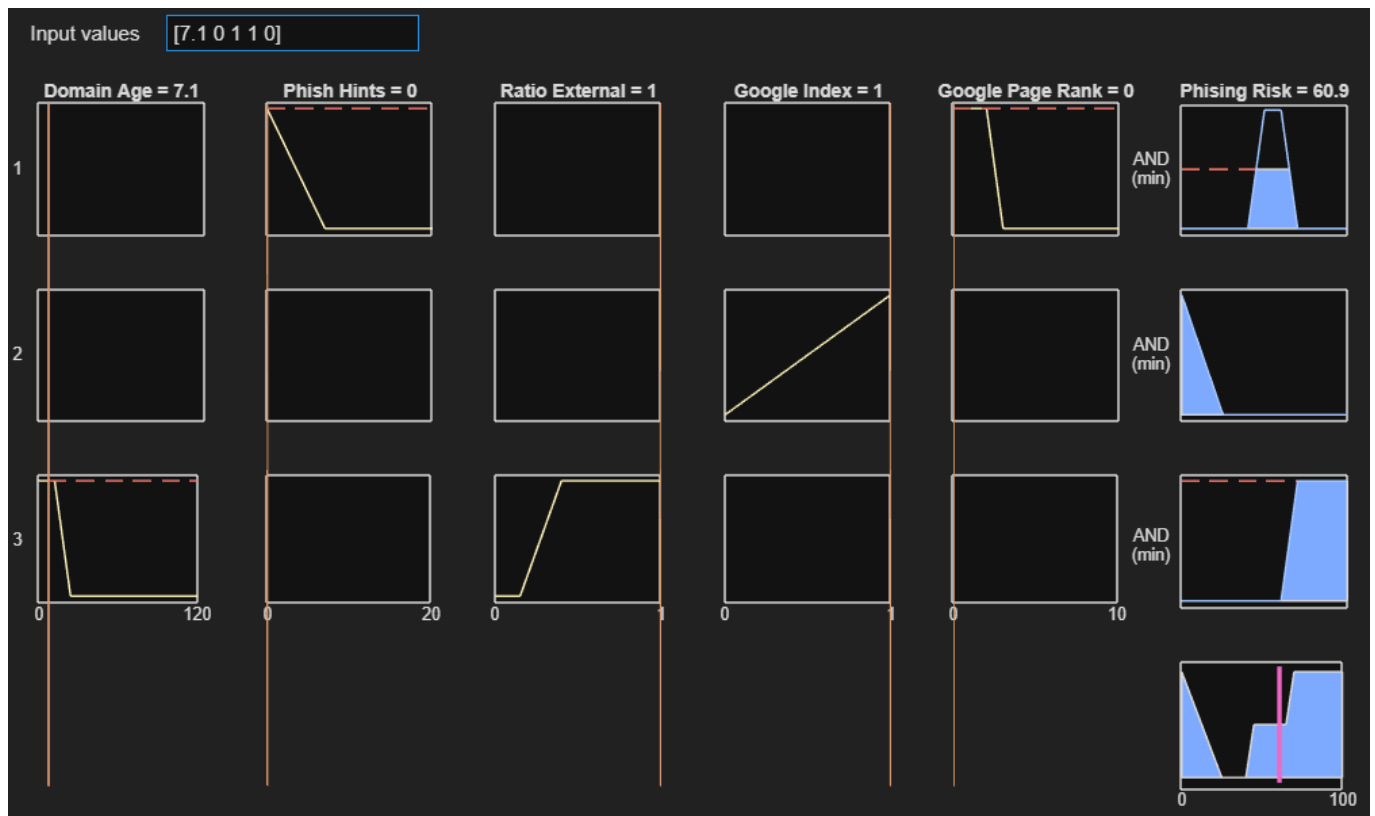 Input values [7.1 0 1 1 0]
Domain Age = 7.1 Phish Hints = 0 Ratio External = 1 Google Index = 1 Google Page Rank = 0 Phising Risk = 60.9
1 AND
(min)
2 AND
(min)
3 AND
(min)
0 120 0 20 0 1 0 1 0 10
0 100